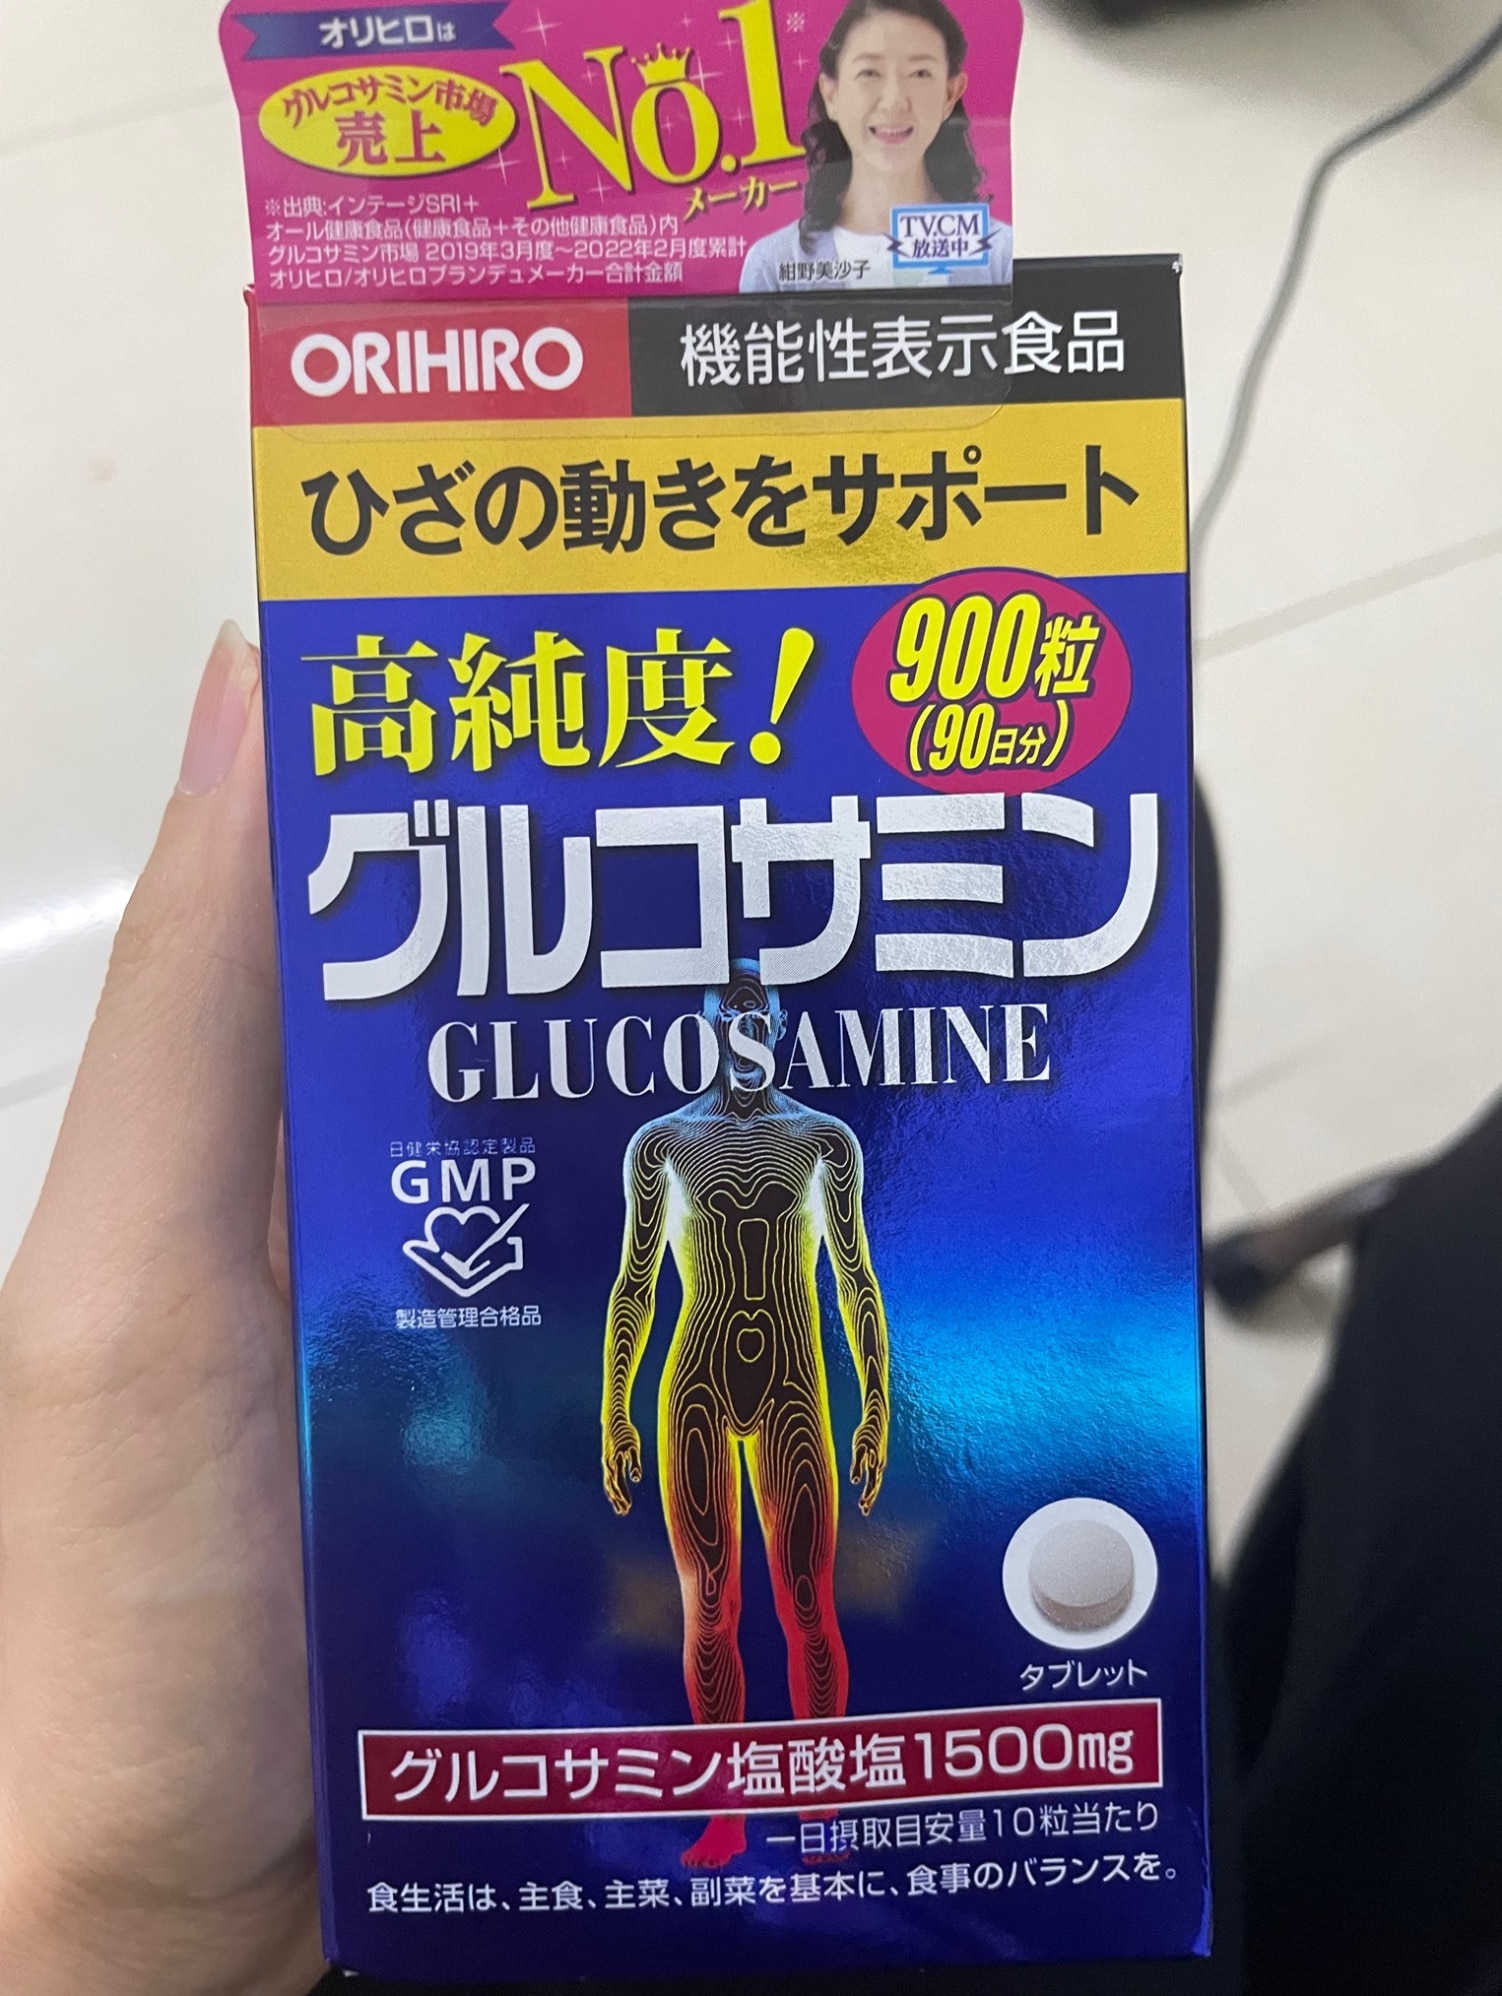 オリヒロは
グルコサミン市場
売上
No.1※
メーカー
※出典:インテージSRI+
オール健康食品(健康食品+その他健康食品)内
グルコサミン市場 2019年3月度~2022年2月度累計
オリヒロ/オリヒロプランデュメーカー合計金額
紺野美沙子
TV.CM
放送中
ORIHIRO
機能性表示食品
ひざの動きをサポート
高純度!
900粒
(90日分)
グルコサミン
GLUCOSAMINE
日健栄協認定製品
GMP
製造管理合格品
タブレット
グルコサミン塩酸塩1500mg
一日摂取目安量10粒当たり
食生活は、主食、主菜、副菜を基本に、食事のバランスを。